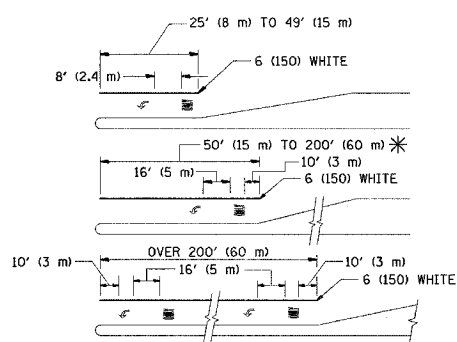 25' (8 m) TO 49' (15 m)
8' (2.4 m)
6 (150) WHITE
50' (15 m) TO 200' (60 m) *
16' (5 m)
10' (3 m)
6 (150) WHITE
OVER 200' (60 m)
10' (3 m)
16' (5 m)
10' (3 m)
6 (150) WHITE